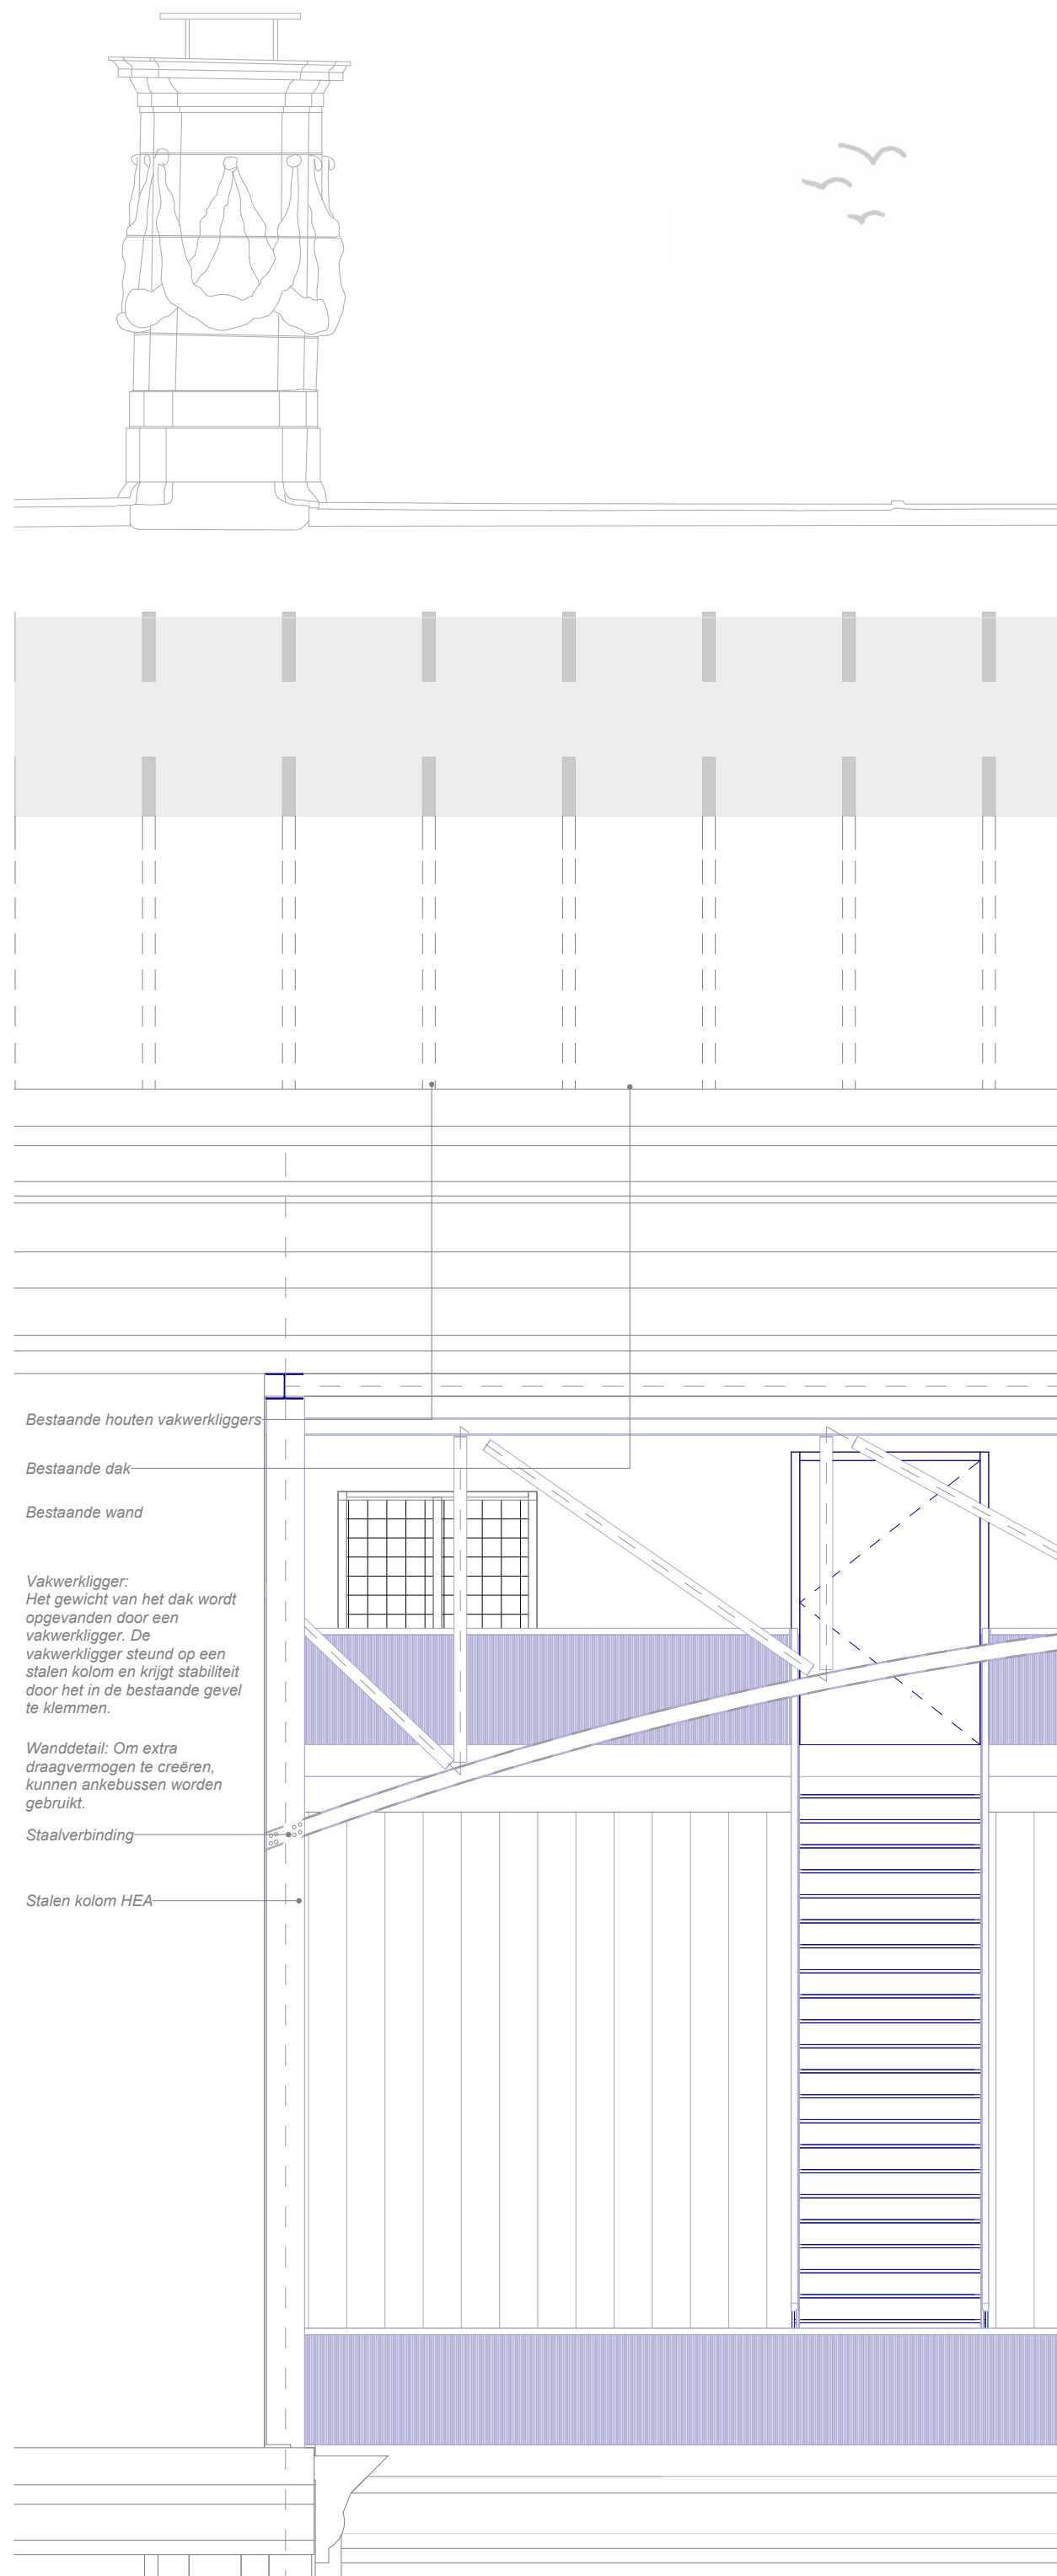 Bestaande houten vakwerkliggers
Bestaande dak
Bestaande wand
Vakwerkligger:
Het gewicht van het dak wordt
opgevanden door een
vakwerkligger. De
vakwerkligger steund op een
stalen kolom en krijgt stabiliteit
door het in de bestaande gevel
te klemmen.
Wanddetail: Om extra
draagvermogen te creëren,
kunnen ankebussen worden
gebruikt.
Staalverbinding
Stalen kolom HEA